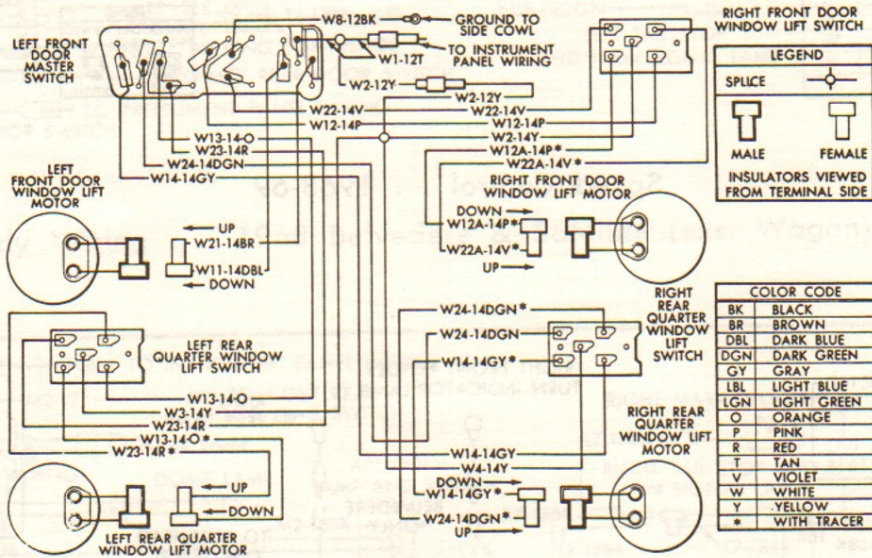 W8-12BK
GROUND TO
SIDE COWL
W1-12T
TO INSTRUMENT
PANEL WIRING
LEFT FRONT
DOOR
MASTER
SWITCH
RIGHT FRONT DOOR
WINDOW LIFT SWITCH
LEGEND
SPLICE
MALE
FEMALE
INSULATORS VIEWED
FROM TERMINAL SIDE
W2-12Y
W2-12Y
W22-14V
W22-14V
W12-14P
W12-14P
W13-14-O
W2-14Y
W23-14R
W12A-14P*
W24-14DGN
W22A-14V*
W14-14GY
LEFT
FRONT DOOR
WINDOW LIFT
MOTOR
RIGHT FRONT DOOR
WINDOW LIFT
MOTOR
UP
W21-14BR
W11-14DBL
DOWN
DOWN
W12A-14P*
W22A-14V*
UP
LEFT REAR
QUARTER WINDOW
LIFT SWITCH
W24-14DGN*
W24-14DGN
W14-14GY*
RIGHT
REAR
QUARTER
WINDOW
LIFT
SWITCH
COLOR CODE
BK BLACK
BR BROWN
DBL DARK BLUE
DGN DARK GREEN
GY GRAY
LBL LIGHT BLUE
LGN LIGHT GREEN
O ORANGE
P PINK
R RED
T TAN
V VIOLET
W WHITE
Y YELLOW
* WITH TRACER
W13-14-O
W3-14Y
W23-14R
W13-14-O*
W23-14R*
RIGHT REAR
QUARTER
WINDOW LIFT
MOTOR
W14-14GY
W4-14Y
DOWN
W14-14GY*
W24-14DGN*
UP
UP
DOWN
LEFT REAR QUARTER
WINDOW LIFT MOTOR